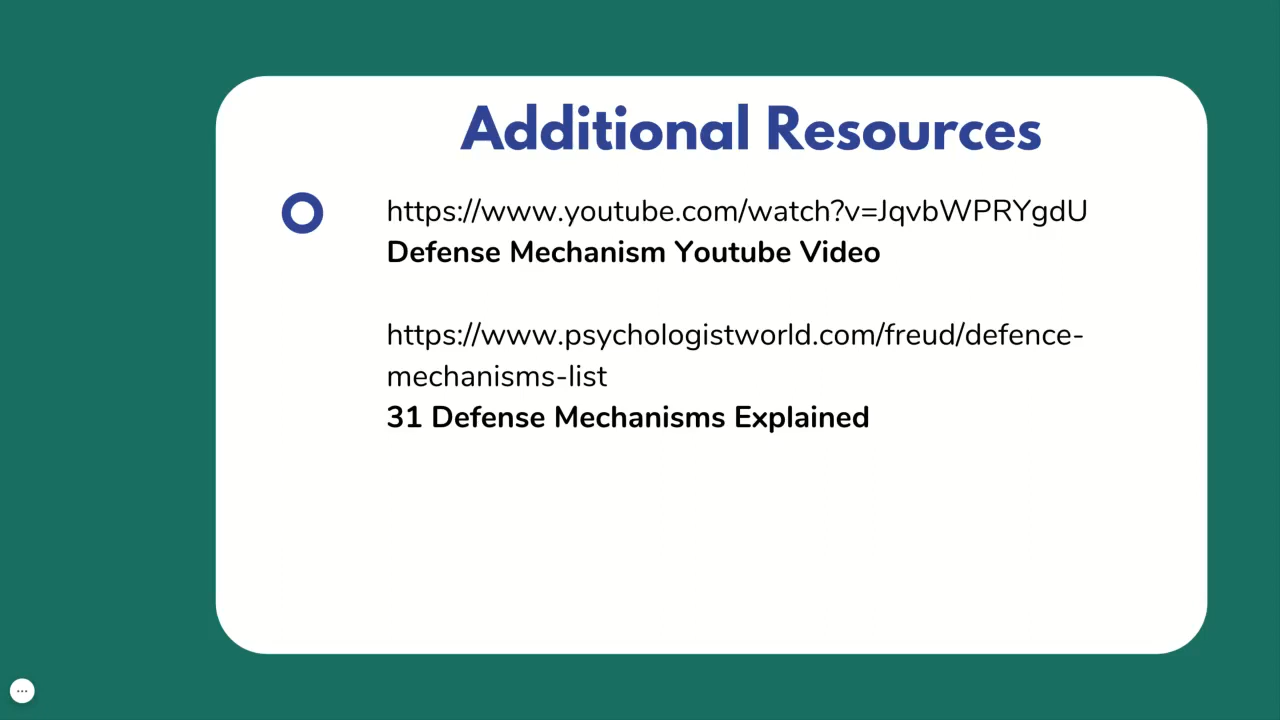 Additional Resources
https://www.youtube.com/watch?v=JqvbWPRYgdU
Defense Mechanism Youtube Video
https://www.psychologistworld.com/freud/defence-
mechanisms-list
31 Defense Mechanisms Explained